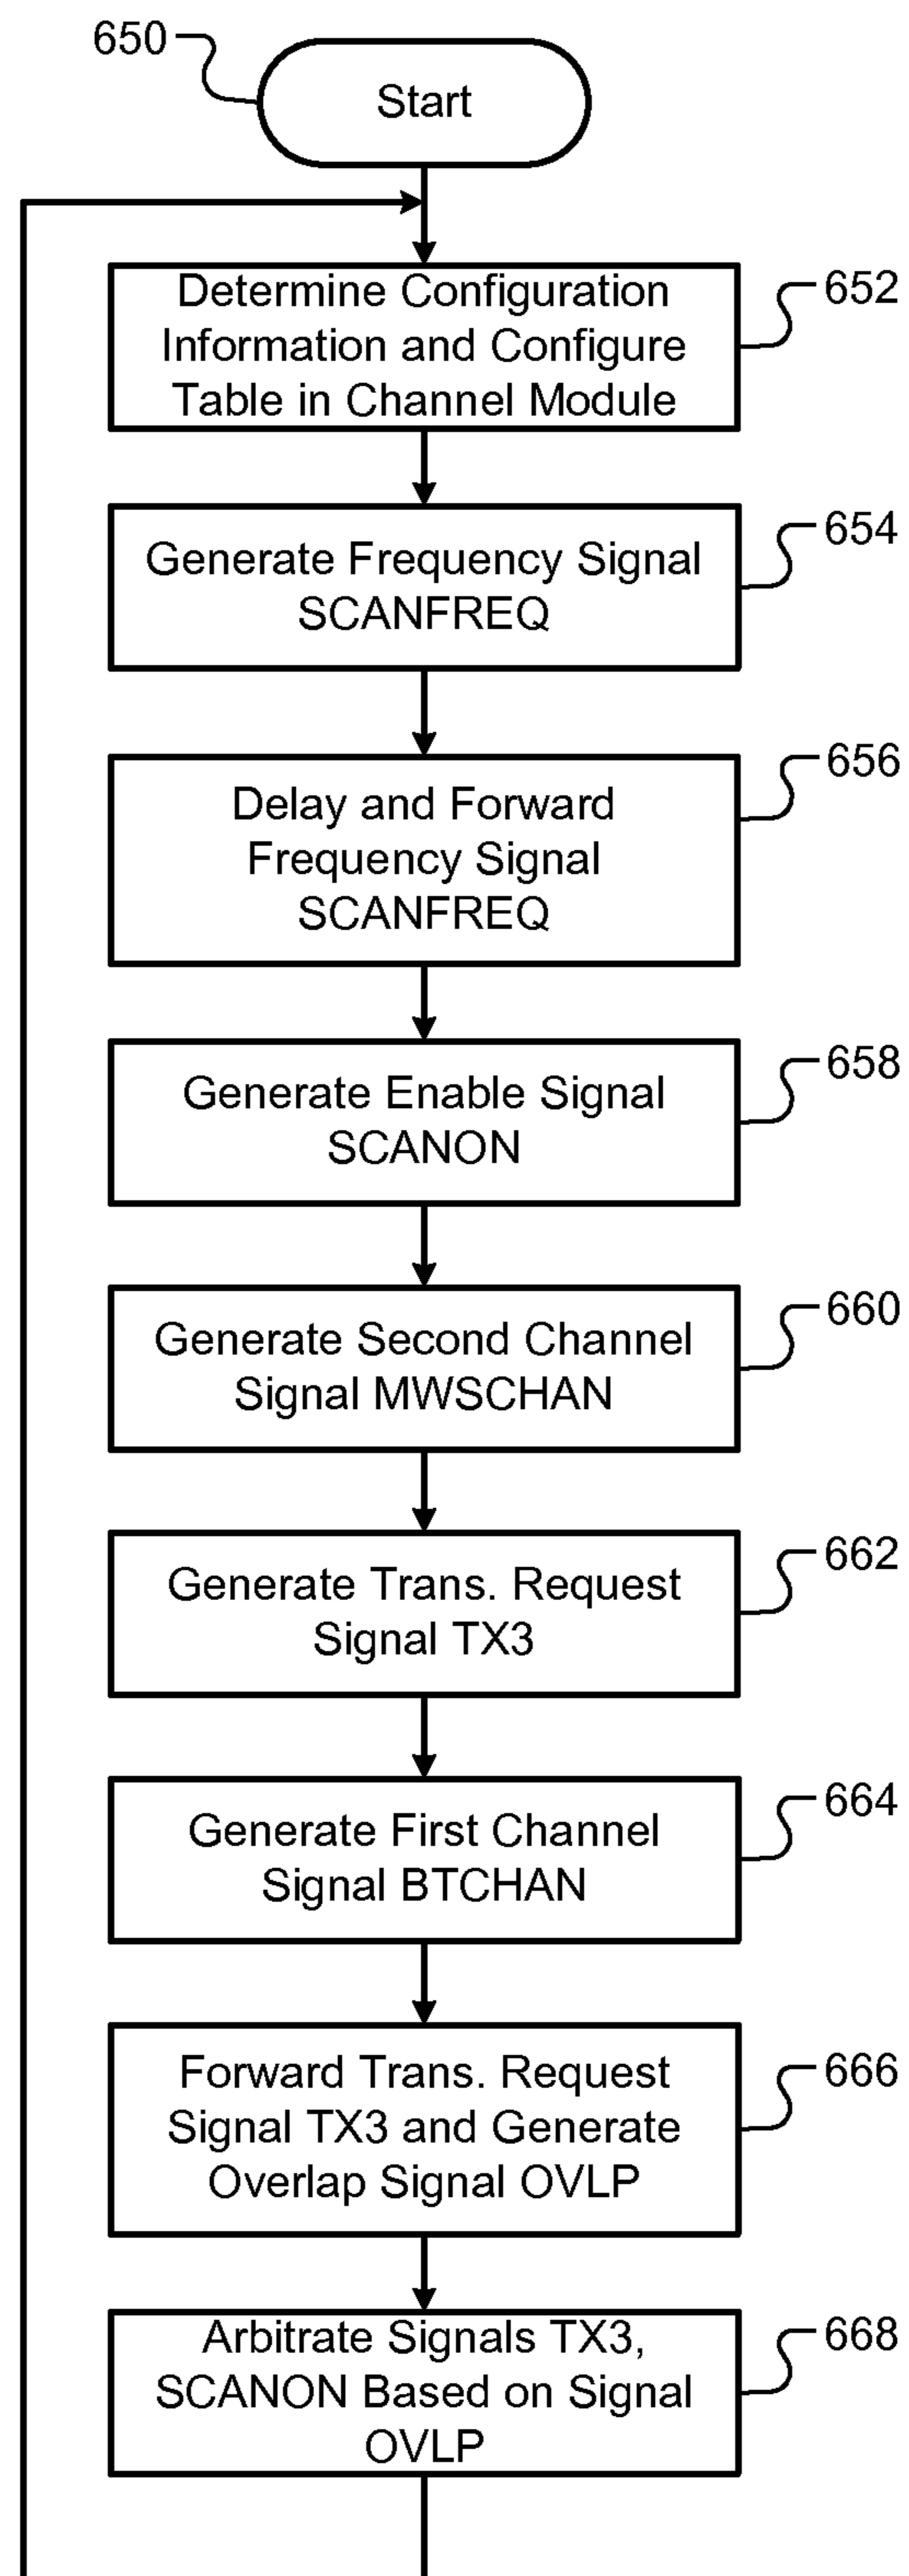 650
Start
Determine Configuration
Information and Configure
Table in Channel Module
652
Generate Frequency Signal
SCANFREQ
654
Delay and Forward
Frequency Signal
SCANFREQ
656
Generate Enable Signal
SCANON
658
Generate Second Channel
Signal MWSCHAN
660
Generate Trans. Request
Signal TX3
662
Generate First Channel
Signal BTCHAN
664
Forward Trans. Request
Signal TX3 and Generate
Overlap Signal OVLP
666
Arbitrate Signals TX3,
SCANON Based on Signal
OVLP
668